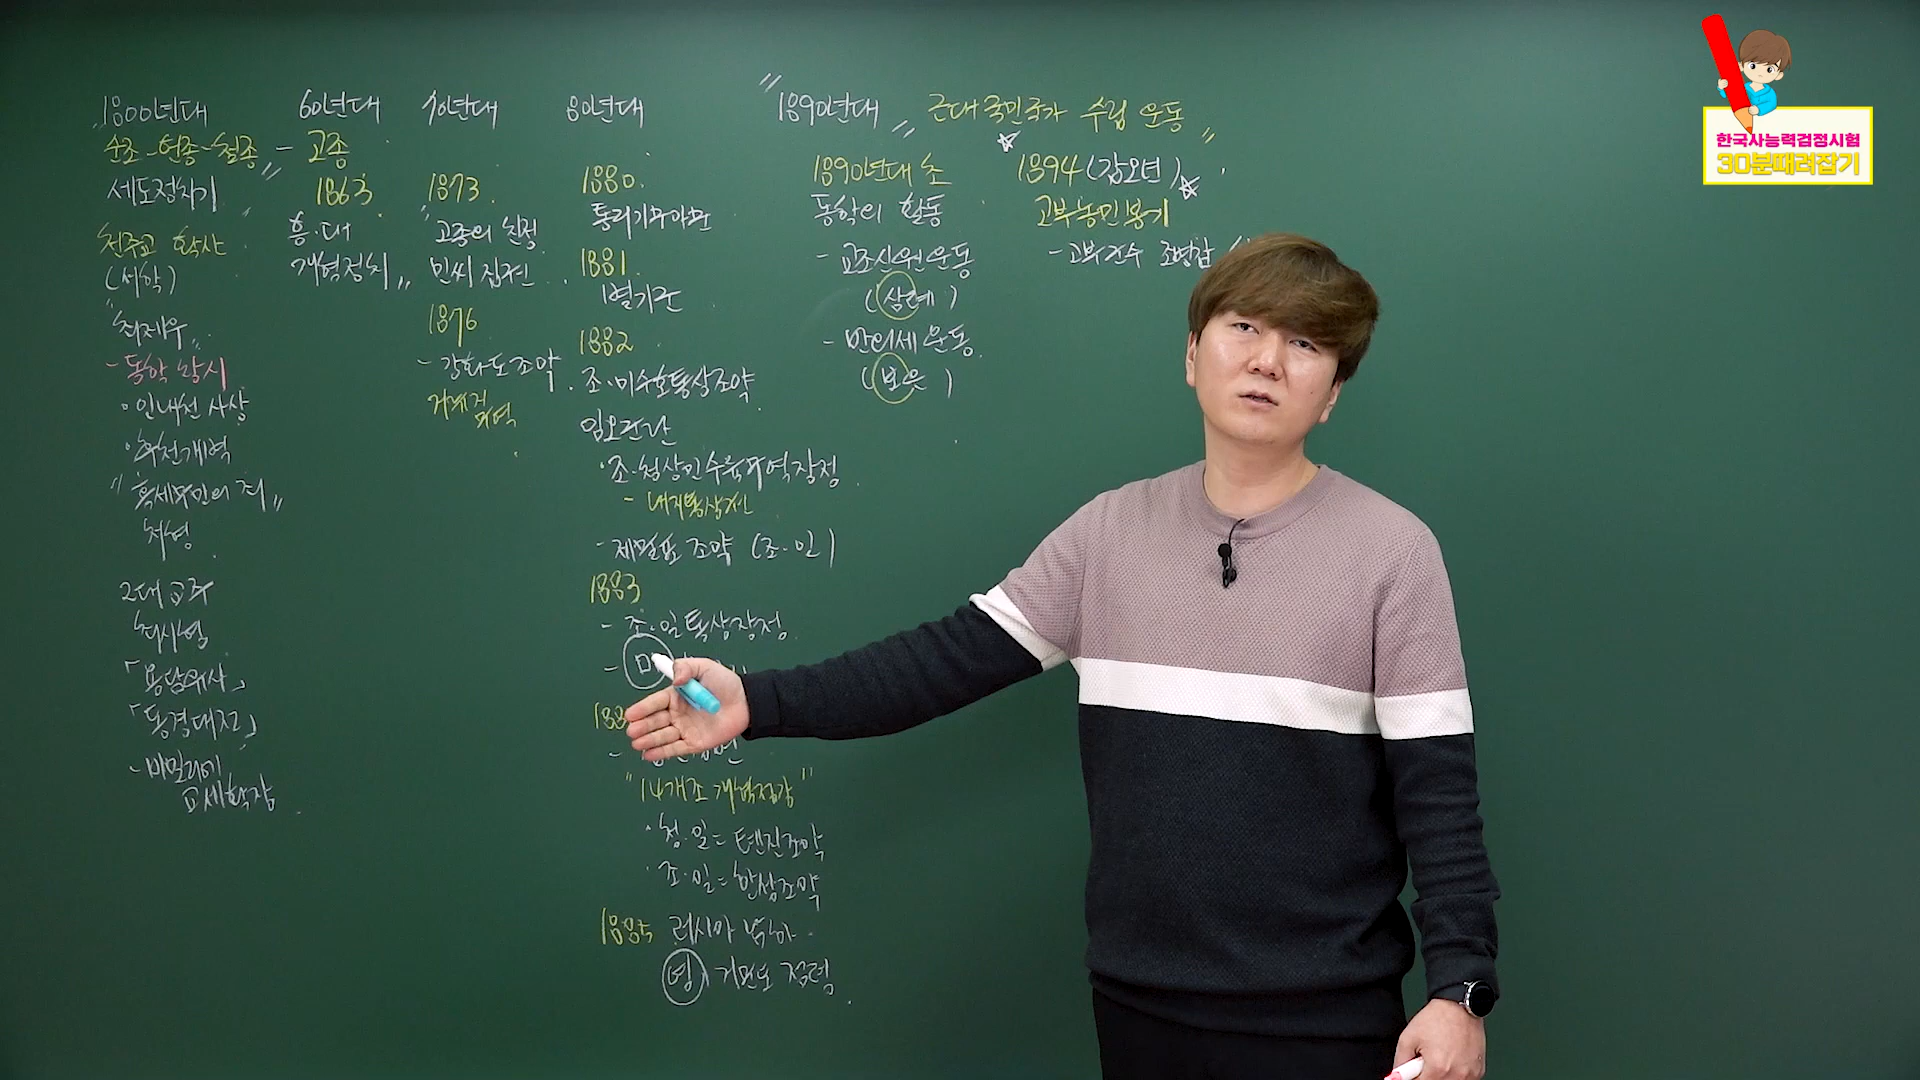 1800년대
순조-헌종-철종 - 고종
세도정치기
천주교 확산
(서학)
최제우
- 동학 창시
· 인내천 사상
· 후천개벽
"혹세무민의 죄"
처형
2대 교주
최시형
「용담유사」
「동경대전」
- 비밀리에
교세확장
60년대
1863
흥·대
개혁정치"
70년대
1873
"고종의 친정
민씨 집권
1876
- 강화도조약
거중조정
80년대
1880.
통리기무아문
1881.
별기군
1882
조·미수호통상조약
임오군란
· 조·청상민수륙무역장정
- 내지통상권
- 제물포 조약 (조·일)
1883
- 조·일통상장정
"14개조 개혁정강"
· 청·일 = 톈진조약
· 조·일 = 한성조약
1885 러시아 남하
영, 거문도 점령
"1890년대" 근대국민국가 수립 운동"
1890년대 초
동학의 활동
- 교조신원운동
(삼례)
- 반외세운동
(보은)
1894 (갑오년)
고부농민봉기
- 고부군수 조병갑
한국사능력검정시험
30분때려잡기